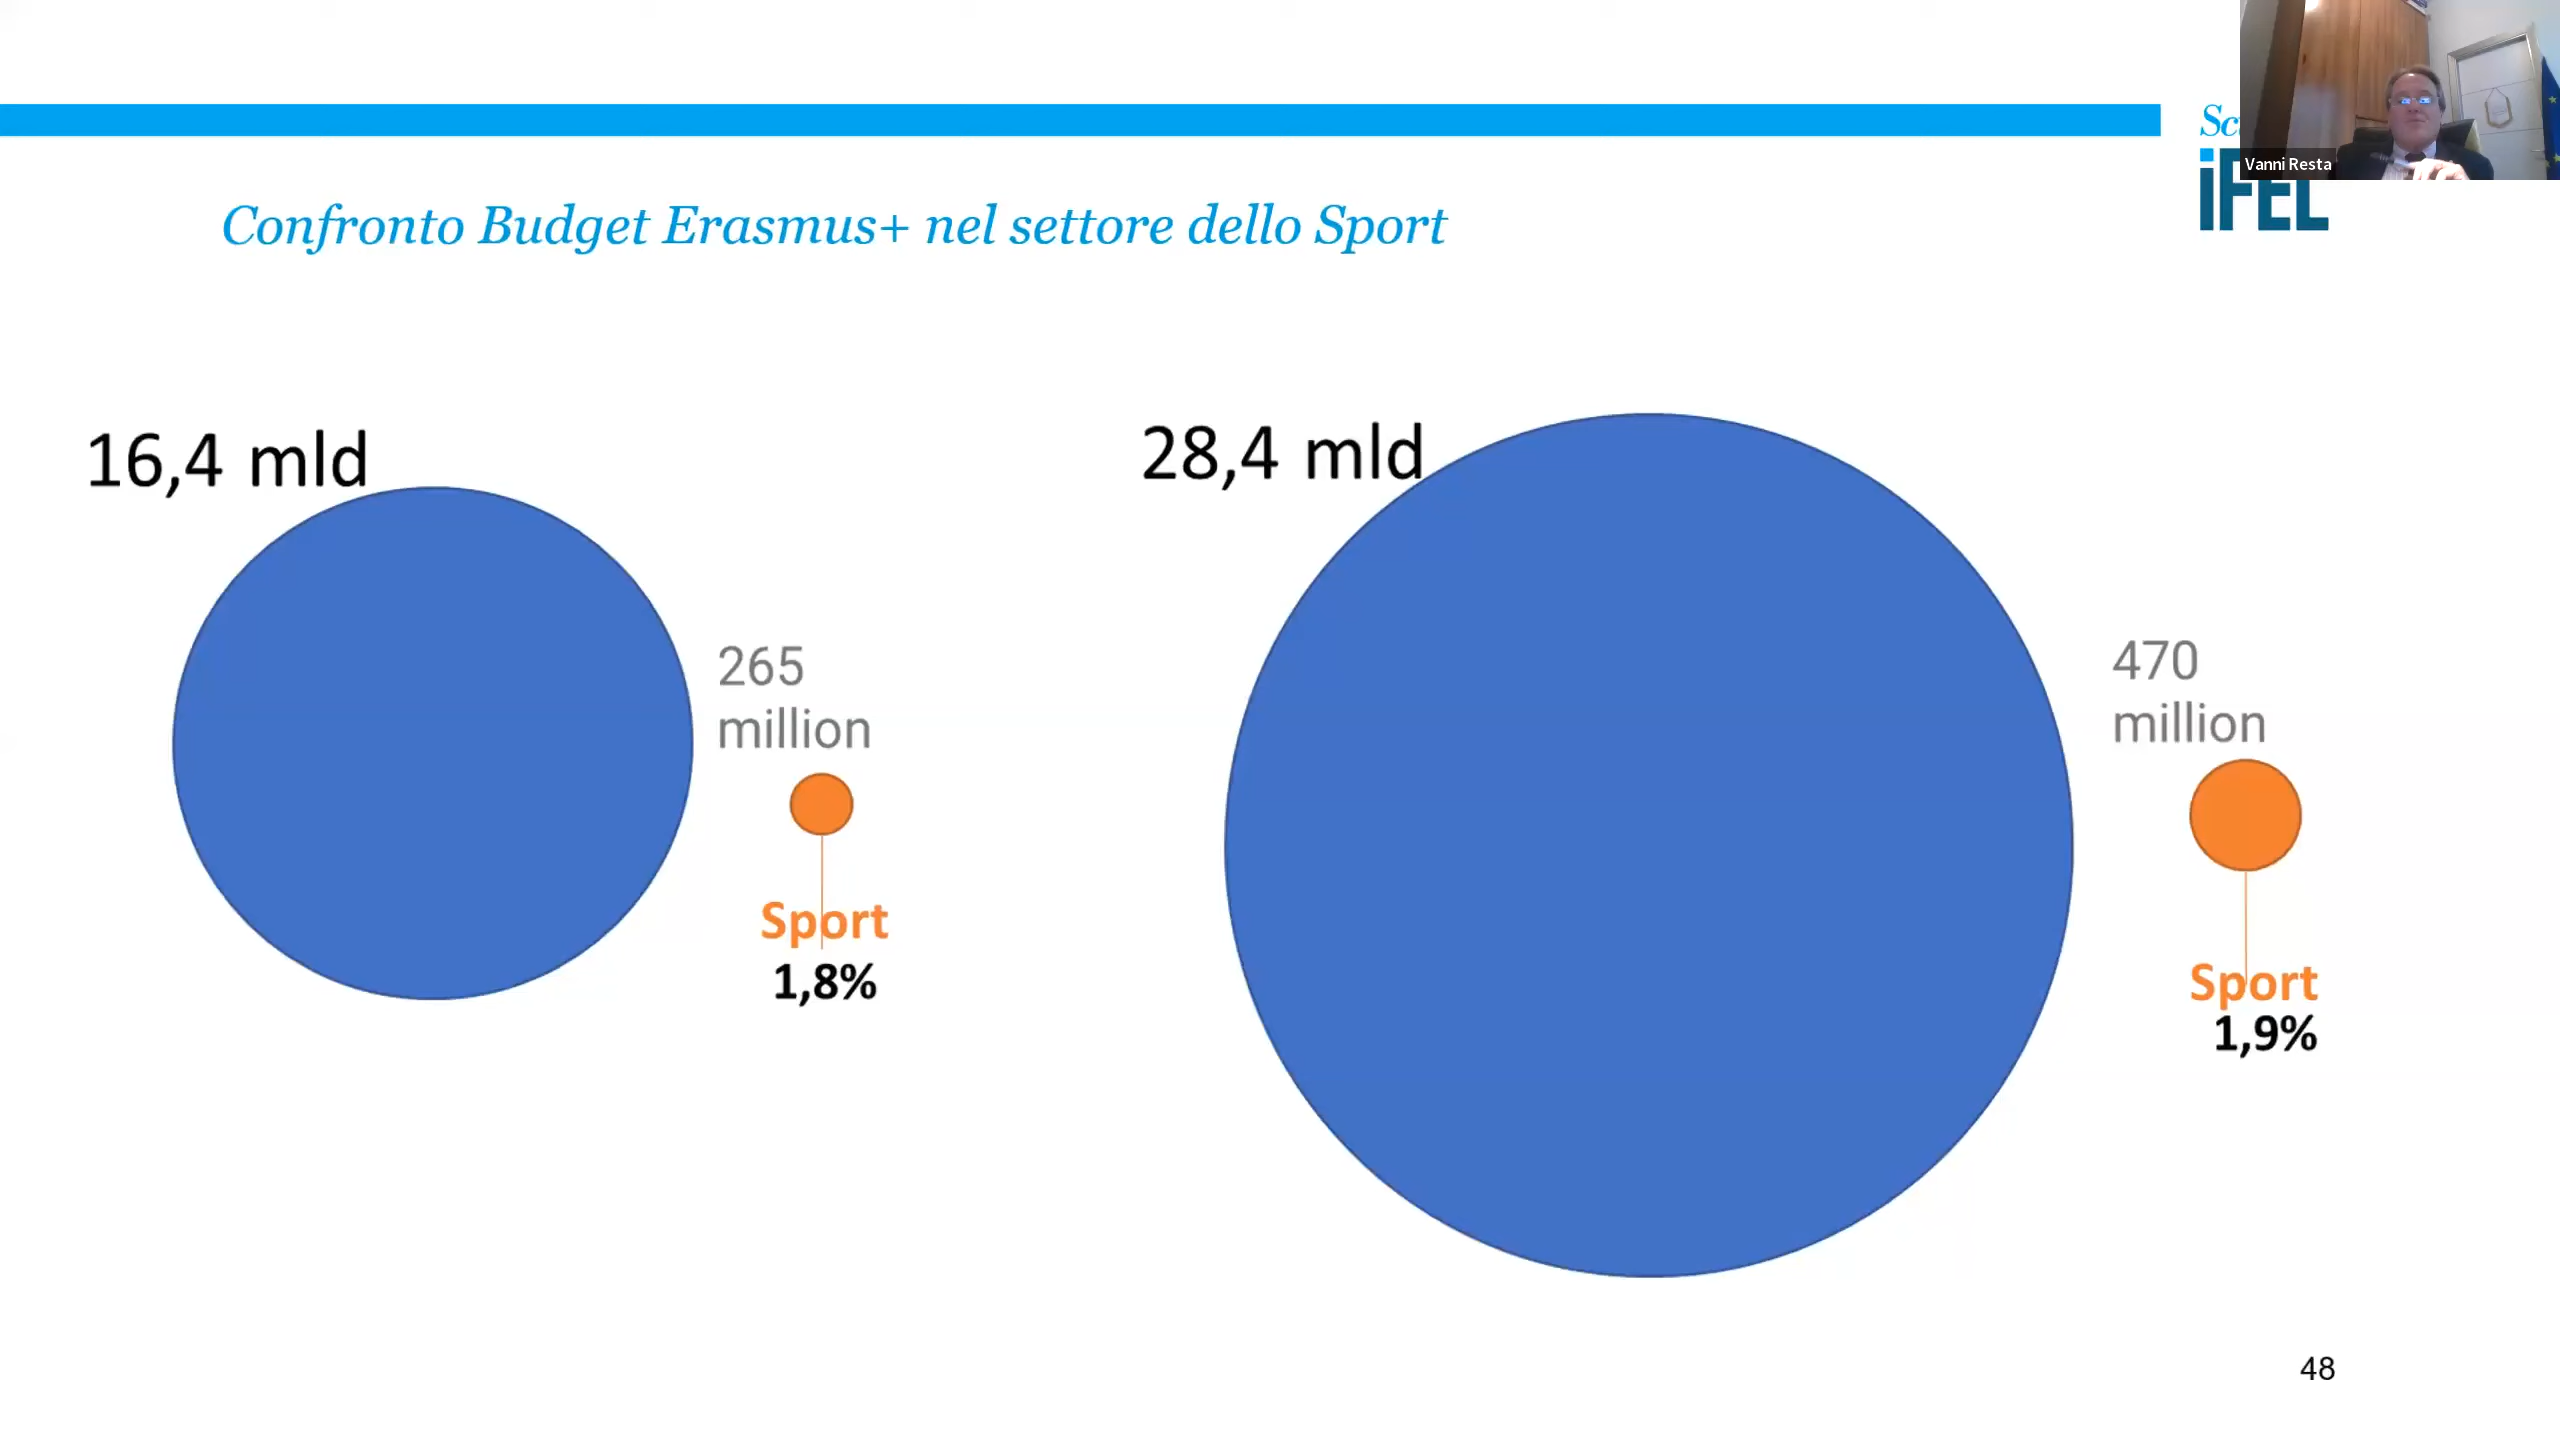 Vanni Resta
iFEL
Confronto Budget Erasmus+ nel settore dello Sport
16,4 mld
265
million
Sport
1,8%
28,4 mld
470
million
Sport
1,9%
48